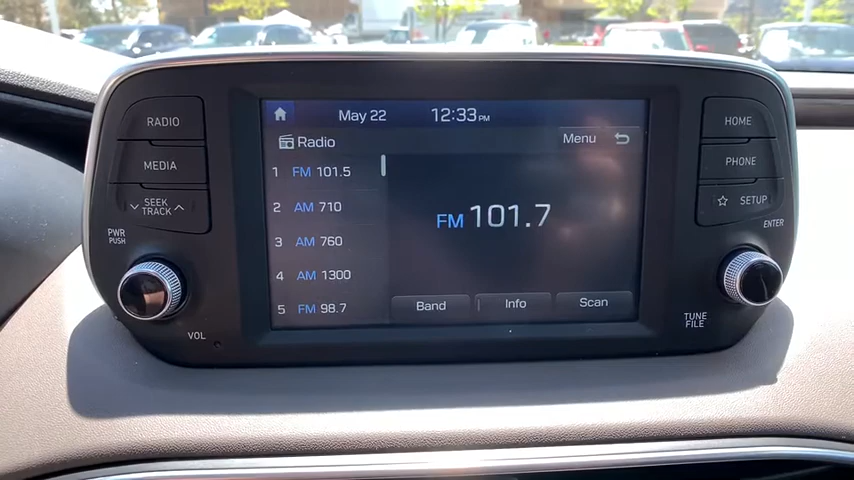 RADIO
MEDIA
SEEK
TRACK
PWR
PUSH
VOL
May 22 12:33PM
Radio
Menu
1 FM 101.5
2 AM 710
3 AM 760
4 AM 1300
5 FM 98.7
FM 101.7
Band Info Scan
HOME
PHONE
SETUP
ENTER
TUNE
FILE